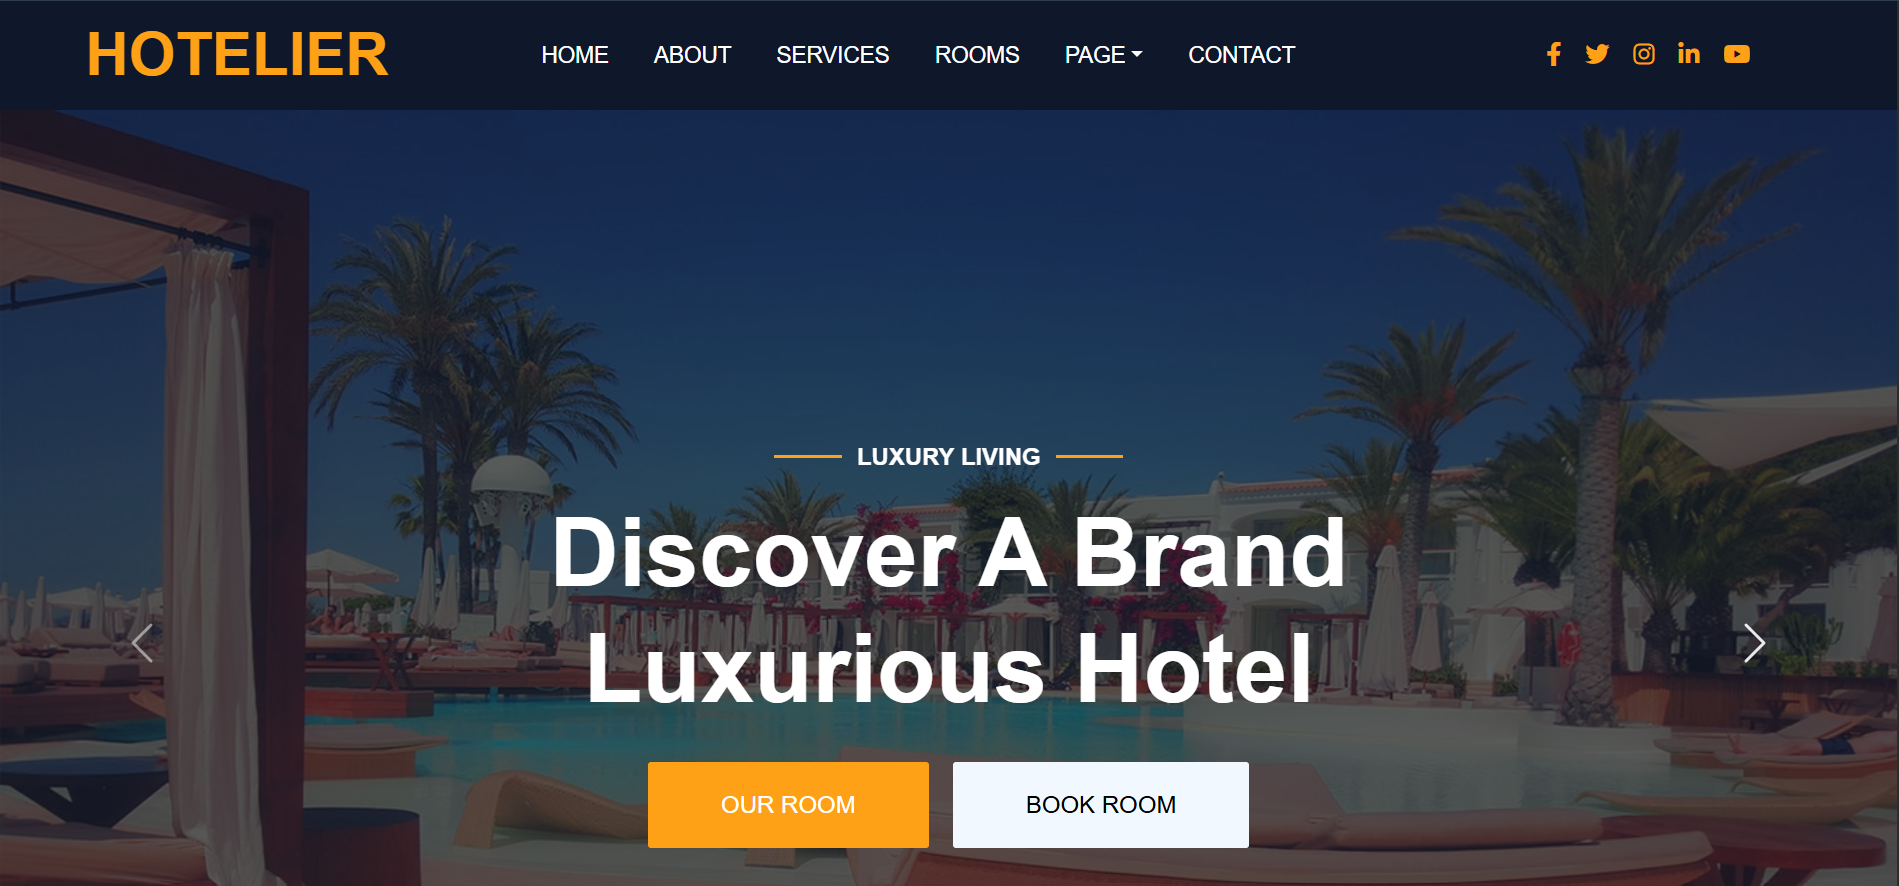 HOTELIER
HOME ABOUT SERVICES ROOMS PAGE CONTACT
LUXURY LIVING
Discover A Brand
Luxurious Hotel
OUR ROOM
BOOK ROOM